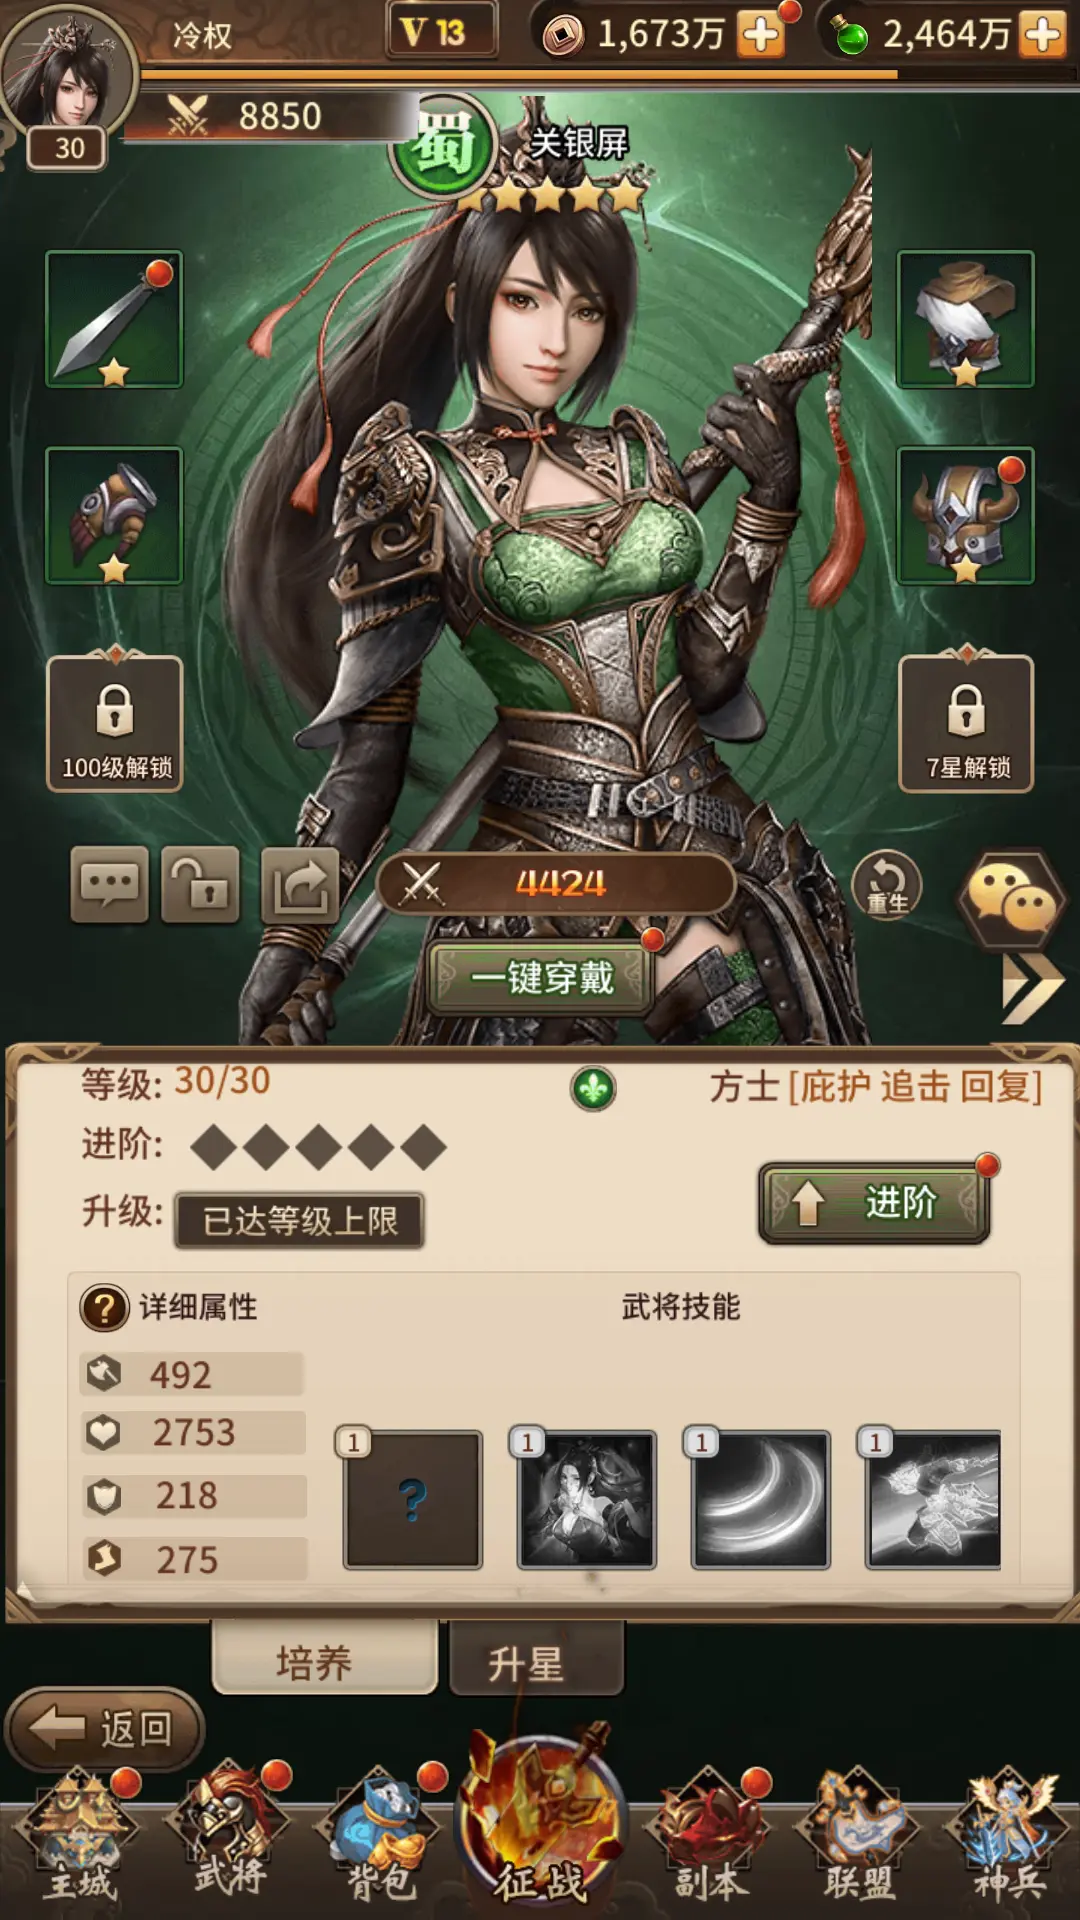 冷权
V 13
1,673万
2,464万
30
8850
蜀
关银屏
100级解锁
7星解锁
4424
重生
一键穿戴
等级: 30/30
方士 [庇护 追击 回复]
进阶:
升级: 已达等级上限
进阶
? 详细属性
武将技能
492
2753
218
275
1
?
1
1
1
培养
升星
返回
主城
武将
背包
征战
副本
联盟
神兵